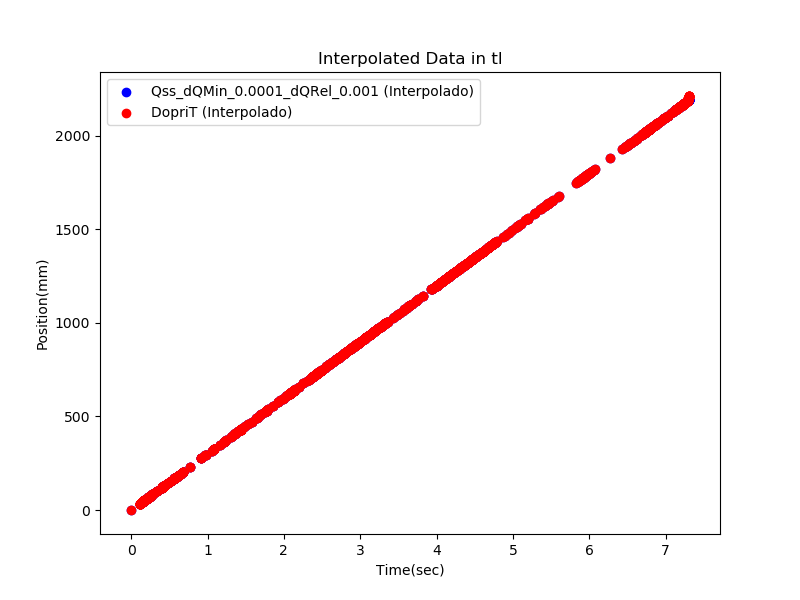 Interpolated Data in tl
Qss_dQMin_0.0001_dQRel_0.001 (Interpolado)
DopriT (Interpolado)
2000
1500
1000
500
0
Position(mm)
0 1 2 3 4 5 6 7
Time(sec)